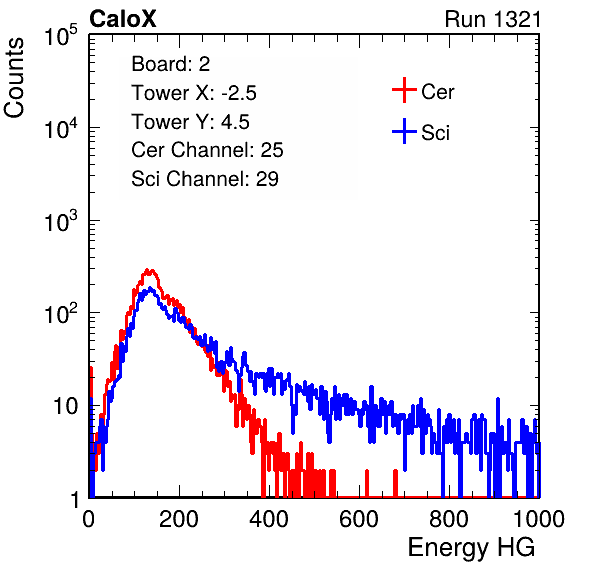 CaloX Run 1321
Counts
Board: 2
Tower X: -2.5
Tower Y: 4.5
Cer Channel: 25
Sci Channel: 29
Cer
Sci
10^5
10^4
10^3
10^2
10
1
0 200 400 600 800 1000
Energy HG